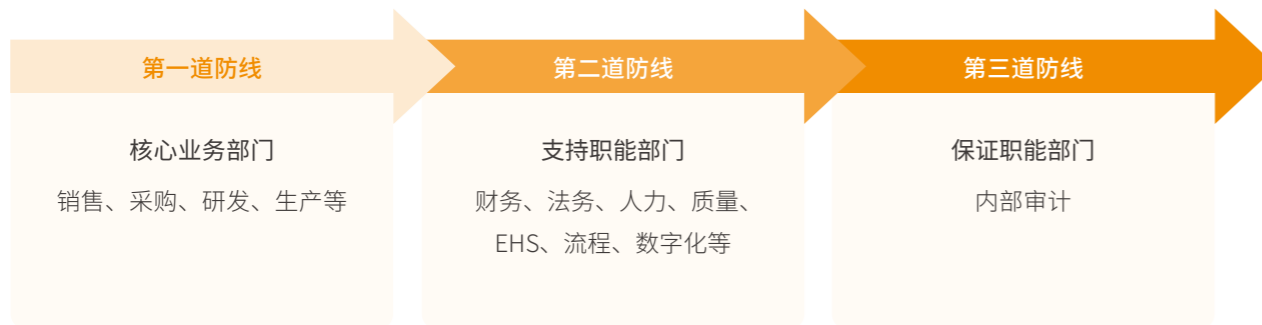 第一道防线
核心业务部门
销售、采购、研发、生产等
第二道防线
支持职能部门
财务、法务、人力、质量、
EHS、流程、数字化等
第三道防线
保证职能部门
内部审计